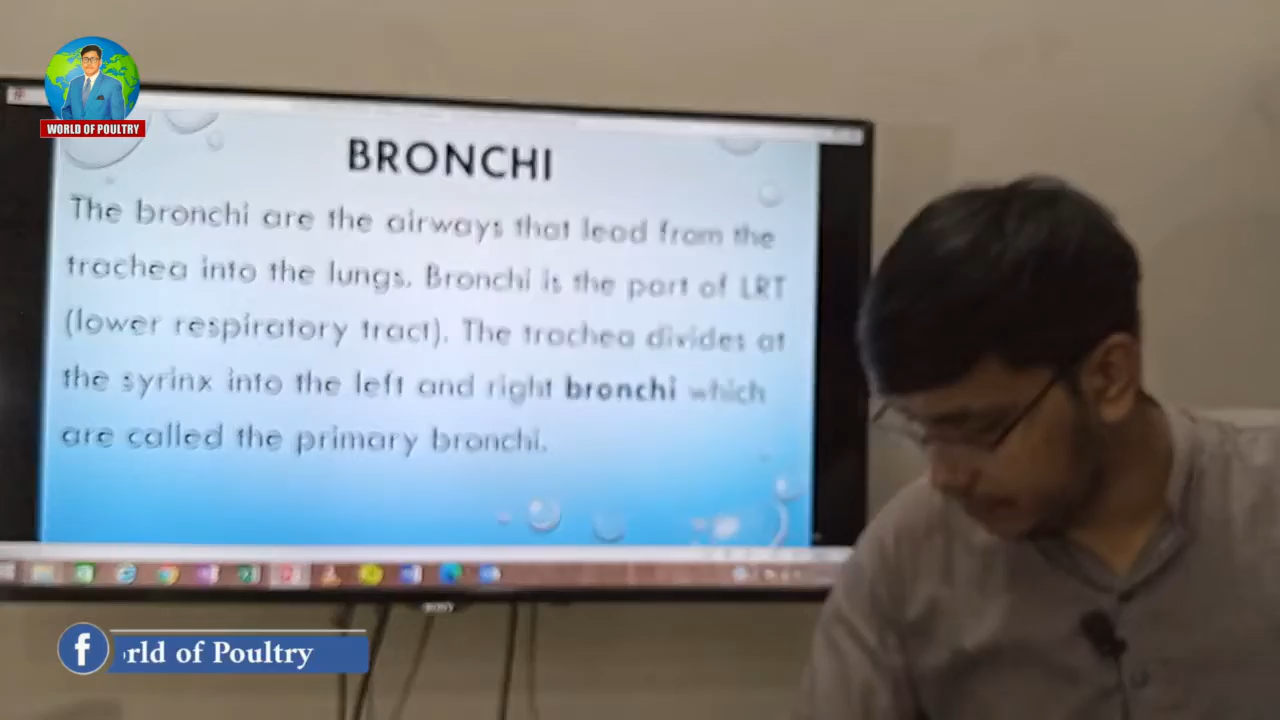 WORLD OF POULTRY
BRONCHI
The bronchi are the airways that lead from the
trachea into the lungs. Bronchi is the part of LRT
(lower respiratory tract). The trachea divides at
the syrinx into the left and right bronchi which
are called the primary bronchi.
SONY
f
rld of Poultry